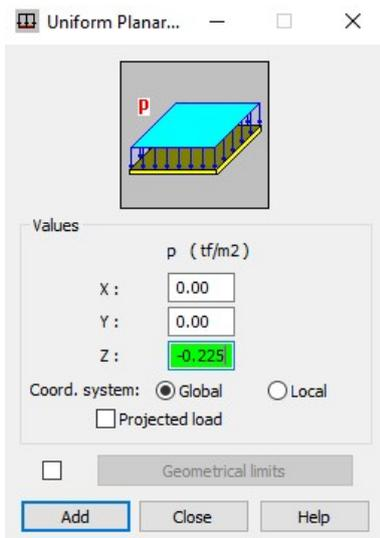 Uniform Planar...
p
Values
p (tf/m2)
X : 0.00
Y : 0.00
Z : -0.225
Coord. system: Global Local
Projected load
Geometrical limits
Add Close Help